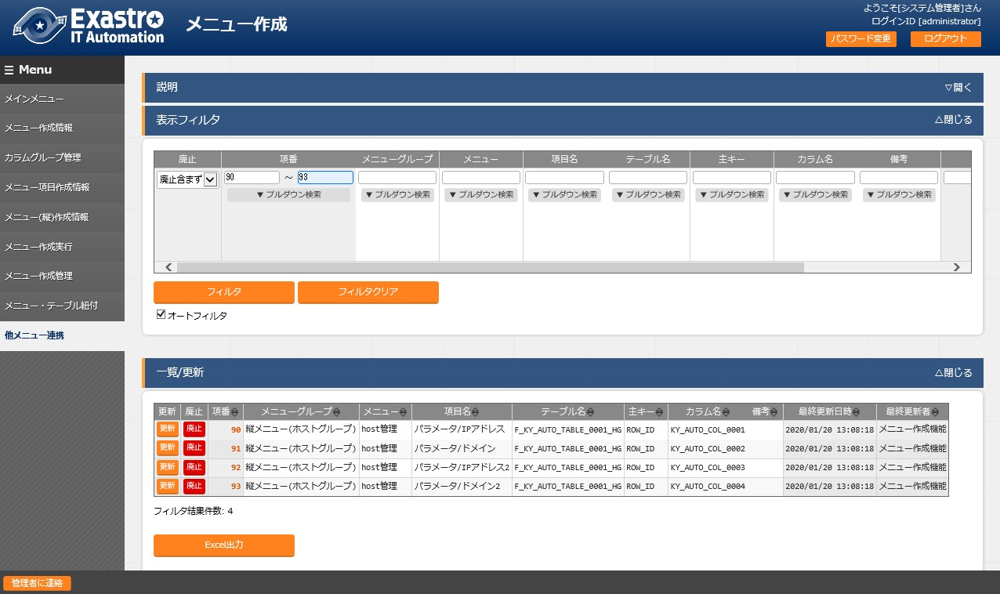 Exastro
IT Automation
メニュー作成
ようこそ[システム管理者]さん
ログインID [administrator]
パスワード変更 ログアウト
Menu
メインメニュー
メニュー作成情報
カラムグループ管理
メニュー項目作成情報
メニュー(縦)作成情報
メニュー作成実行
メニュー作成管理
メニュー・テーブル紐付
他メニュー連携
説明 ▽開く
表示フィルタ △閉じる
廃止 項番 メニューグループ メニュー 項目名 テーブル名 主キー カラム名 備考
廃止含まず 90 ～ 93
▼プルダウン検索 ▼プルダウン検索 ▼プルダウン検索 ▼プルダウン検索 ▼プルダウン検索 ▼プルダウン検索 ▼プルダウン検索 ▼プルダウン検索
フィルタ フィルタクリア
オートフィルタ
一覧/更新 △閉じる
更新 廃止 項番 メニューグループ メニュー 項目名 テーブル名 主キー カラム名 備考 最終更新日時 最終更新者
更新 廃止 90 縦メニュー(ホストグループ) host管理 パラメータ/IPアドレス F_KY_AUTO_TABLE_0001_HG ROW_ID KY_AUTO_COL_0001 2020/01/20 13:08:18 メニュー作成機能
更新 廃止 91 縦メニュー(ホストグループ) host管理 パラメータ/ドメイン F_KY_AUTO_TABLE_0001_HG ROW_ID KY_AUTO_COL_0002 2020/01/20 13:08:18 メニュー作成機能
更新 廃止 92 縦メニュー(ホストグループ) host管理 パラメータ/IPアドレス2 F_KY_AUTO_TABLE_0001_HG ROW_ID KY_AUTO_COL_0003 2020/01/20 13:08:18 メニュー作成機能
更新 廃止 93 縦メニュー(ホストグループ) host管理 パラメータ/ドメイン2 F_KY_AUTO_TABLE_0001_HG ROW_ID KY_AUTO_COL_0004 2020/01/20 13:08:18 メニュー作成機能
フィルタ結果件数: 4
Excel出力
管理者に連絡